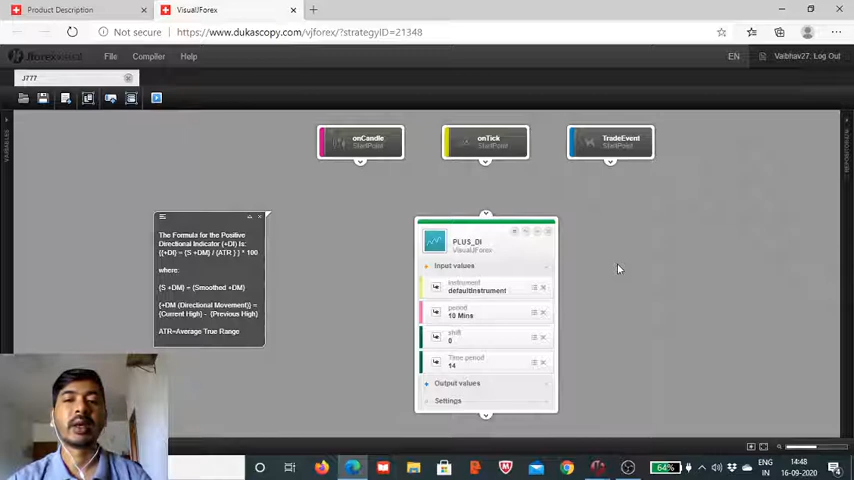 Product Description
VisualJForex
Not secure
https://www.dukascopy.com/vjforex/?strategyID=21348
jforexvisual
File
Compiler
Help
EN
Vaibhav27: Log Out
J777
VARIABLES
REPOSITORIUM
onCandle
StartPoint
onTick
StartPoint
TradeEvent
StartPoint
The Formula for the Positive
Directional Indicator (+DI) Is:
{(+DI} = {S +DM} / {ATR } } * 100
where:
{S +DM} = {Smoothed +DM}
{+DM (Directional Movement)} =
{Current High} - {Previous High}
ATR=Average True Range
PLUS_DI
VisualJForex
Input values
instrument
defaultInstrument
period
10 Mins
shift
0
Time period
14
Output values
Settings
64%
ENG
IN
14:48
16-09-2020